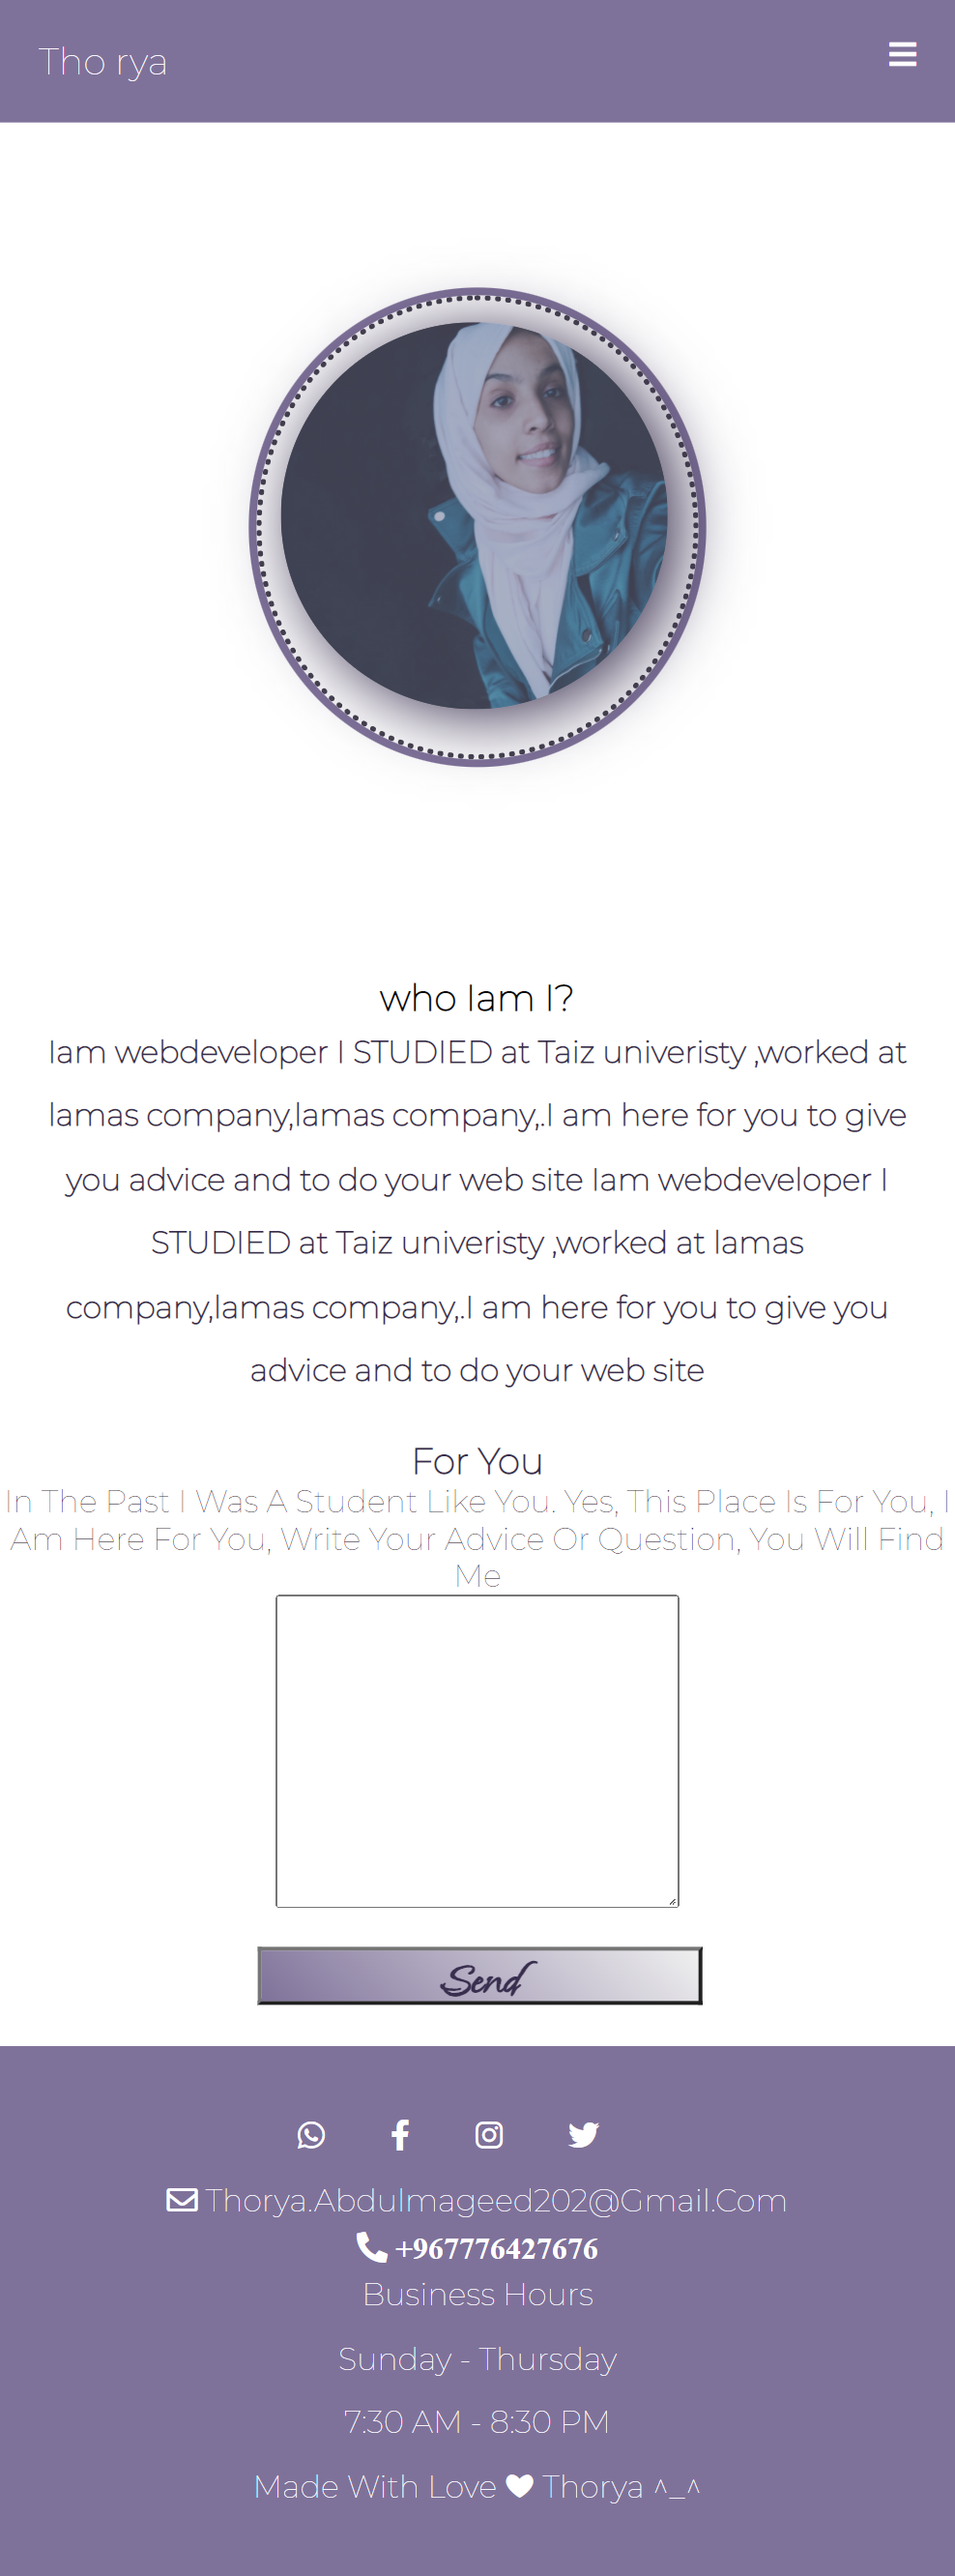 Tho rya
who Iam I?
Iam webdeveloper I STUDIED at Taiz univeristy ,worked at
lamas company,lamas company,.I am here for you to give
you advice and to do your web site Iam webdeveloper I
STUDIED at Taiz univeristy ,worked at lamas
company,lamas company,.I am here for you to give you
advice and to do your web site
For You
In The Past I Was A Student Like You. Yes, This Place Is For You, I
Am Here For You, Write Your Advice Or Question, You Will Find
Me
Send
Thorya.Abdulmageed202@Gmail.Com
+967776427676
Business Hours
Sunday - Thursday
7:30 AM - 8:30 PM
Made With Love Thorya ^_^